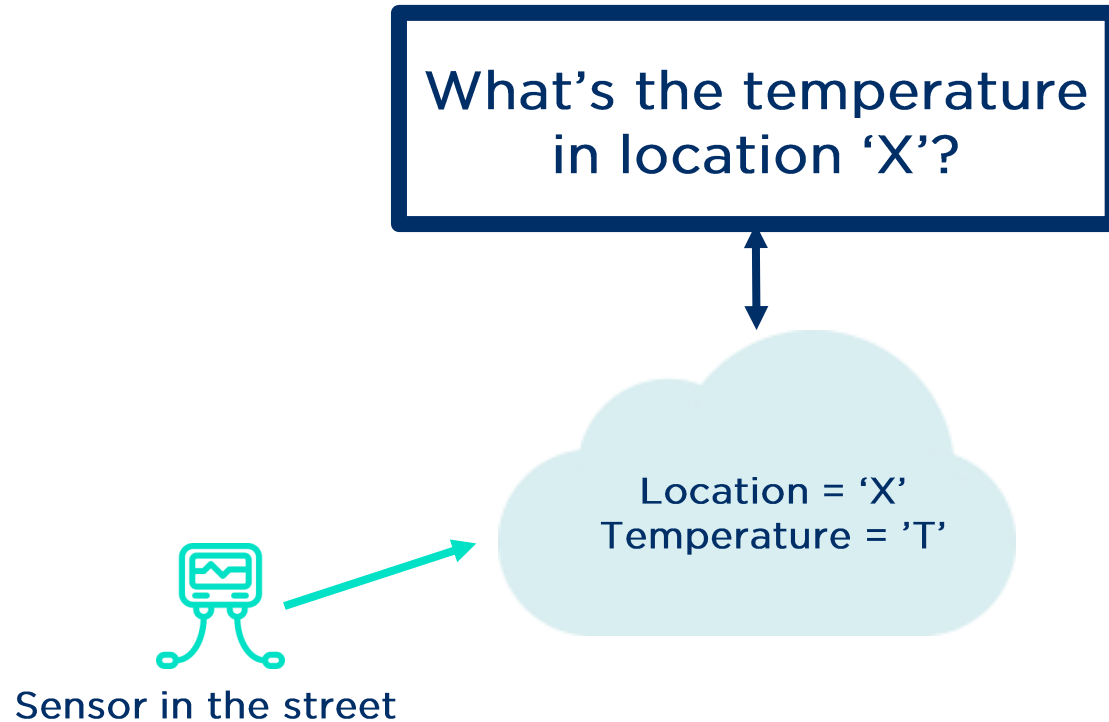 What’s the temperature
in location ‘X’?
Location = ‘X’
Temperature = ’T’
Sensor in the street